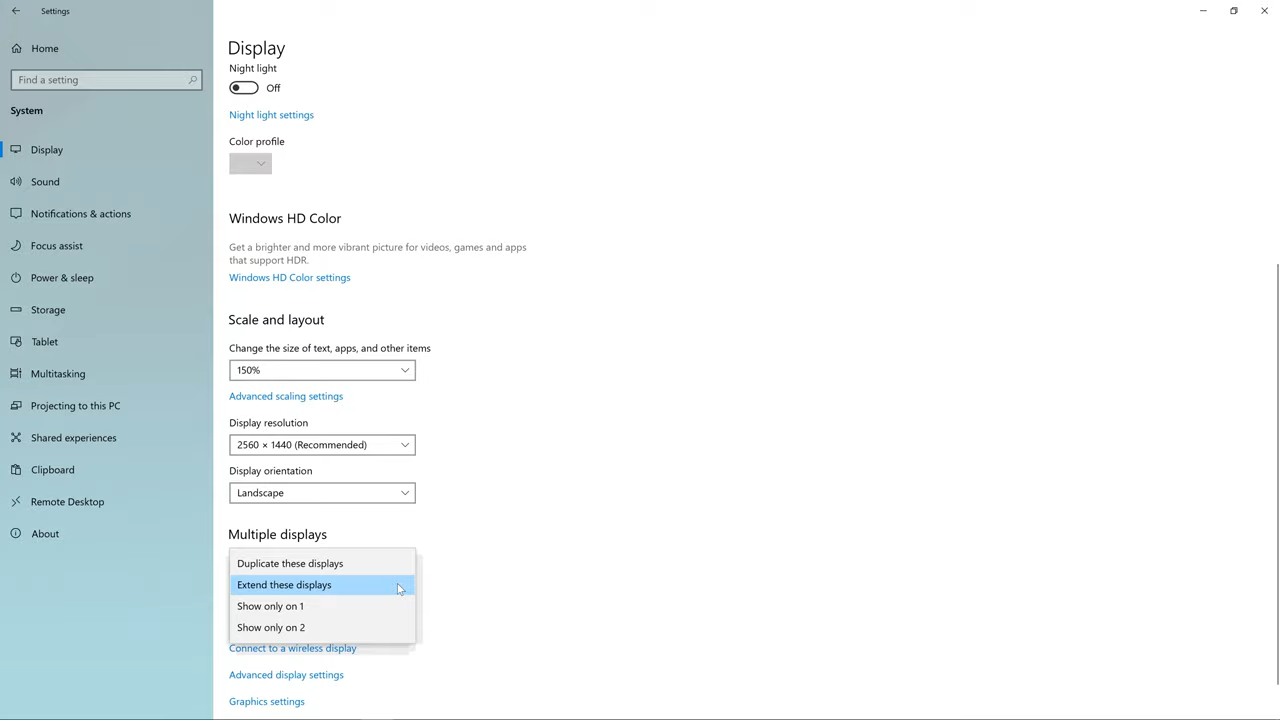 Settings
Home
Find a setting
System
Display
Sound
Notifications & actions
Focus assist
Power & sleep
Storage
Tablet
Multitasking
Projecting to this PC
Shared experiences
Clipboard
Remote Desktop
About
Display
Night light
Off
Night light settings
Color profile
Windows HD Color
Get a brighter and more vibrant picture for videos, games and apps
that support HDR.
Windows HD Color settings
Scale and layout
Change the size of text, apps, and other items
150%
Advanced scaling settings
Display resolution
2560 × 1440 (Recommended)
Display orientation
Landscape
Multiple displays
Duplicate these displays
Extend these displays
Show only on 1
Show only on 2
Connect to a wireless display
Advanced display settings
Graphics settings